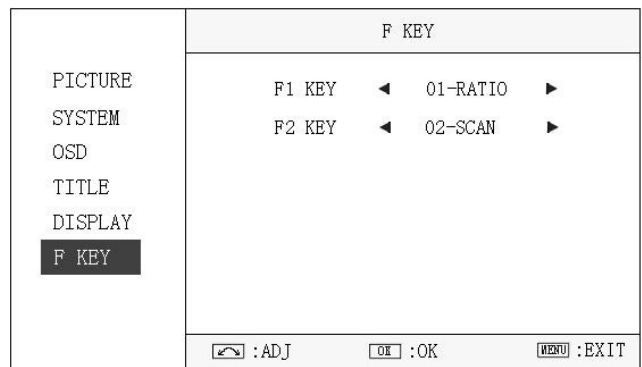 F KEY
PICTURE
SYSTEM
OSD
TITLE
DISPLAY
F KEY
F1 KEY ◄ 01-RATIO ►
F2 KEY ◄ 02-SCAN ►
:ADJ OK :OK MENU :EXIT